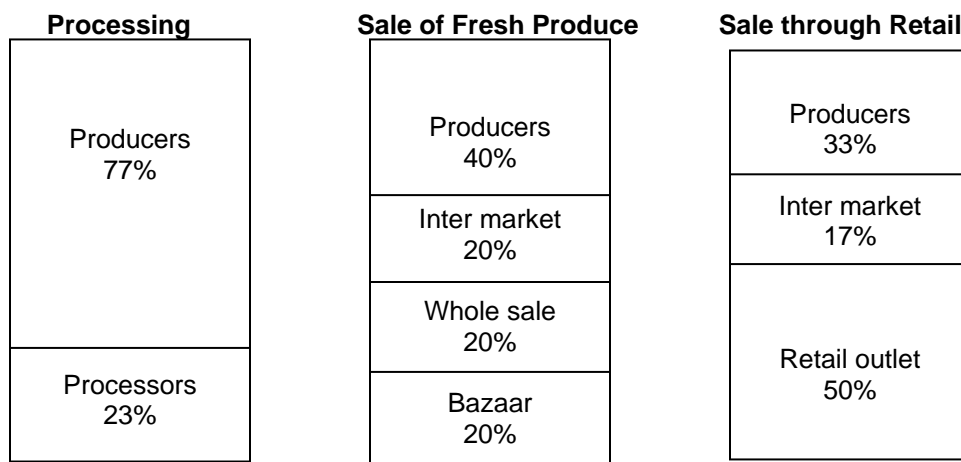 Processing
Producers
77%
Processors
23%
Sale of Fresh Produce
Producers
40%
Inter market
20%
Whole sale
20%
Bazaar
20%
Sale through Retail
Producers
33%
Inter market
17%
Retail outlet
50%